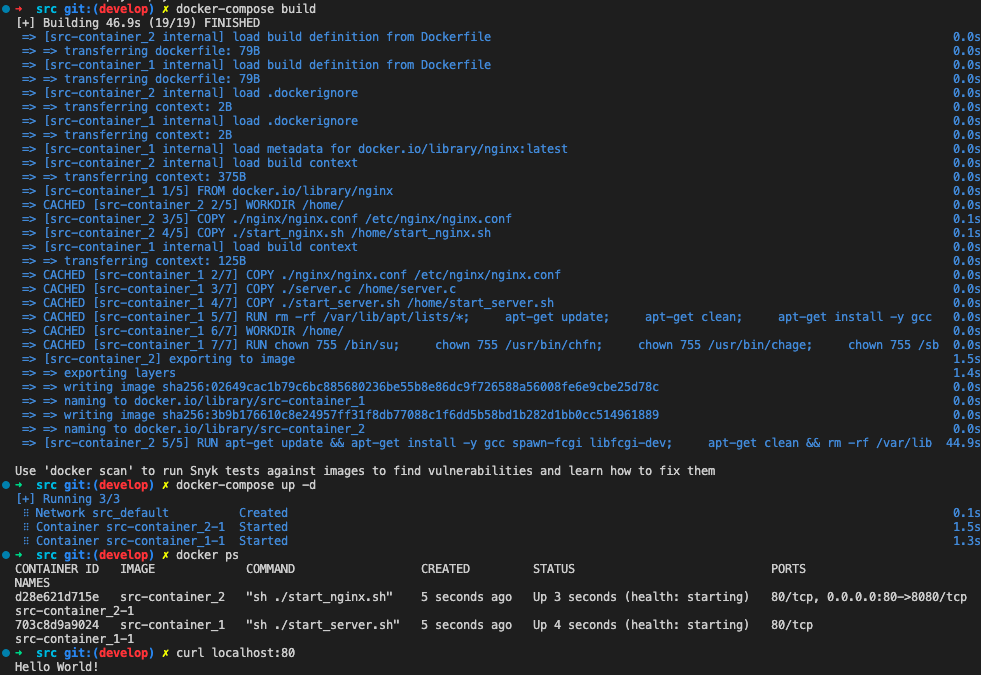 ➜ src git:(develop) ✗ docker-compose build
[+] Building 46.9s (19/19) FINISHED
=> [src-container_2 internal] load build definition from Dockerfile 0.0s
=> => transferring dockerfile: 79B 0.0s
=> [src-container_1 internal] load build definition from Dockerfile 0.0s
=> => transferring dockerfile: 79B 0.0s
=> [src-container_2 internal] load .dockerignore 0.0s
=> => transferring context: 2B 0.0s
=> [src-container_1 internal] load .dockerignore 0.0s
=> => transferring context: 2B 0.0s
=> [src-container_1 internal] load metadata for docker.io/library/nginx:latest 0.0s
=> [src-container_2 internal] load build context 0.0s
=> => transferring context: 375B 0.0s
=> [src-container_1 1/5] FROM docker.io/library/nginx 0.0s
=> CACHED [src-container_2 2/5] WORKDIR /home/ 0.0s
=> [src-container_2 3/5] COPY ./nginx/nginx.conf /etc/nginx/nginx.conf 0.1s
=> [src-container_2 4/5] COPY ./start_nginx.sh /home/start_nginx.sh 0.1s
=> [src-container_1 internal] load build context 0.0s
=> => transferring context: 125B 0.0s
=> CACHED [src-container_1 2/7] COPY ./nginx/nginx.conf /etc/nginx/nginx.conf 0.0s
=> CACHED [src-container_1 3/7] COPY ./server.c /home/server.c 0.0s
=> CACHED [src-container_1 4/7] COPY ./start_server.sh /home/start_server.sh 0.0s
=> CACHED [src-container_1 5/7] RUN rm -rf /var/lib/apt/lists/*; apt-get update; apt-get clean; apt-get install -y gcc 0.0s
=> CACHED [src-container_1 6/7] WORKDIR /home/ 0.0s
=> CACHED [src-container_1 7/7] RUN chown 755 /bin/su; chown 755 /usr/bin/chfn; chown 755 /usr/bin/chage; chown 755 /sb 0.0s
=> [src-container_2] exporting to image 1.5s
=> => exporting layers 1.4s
=> => writing image sha256:02649cac1b79c6bc885680236be55b8e86dc9f726588a56008fe6e9cbe25d78c 0.0s
=> => naming to docker.io/library/src-container_1 0.0s
=> => writing image sha256:3b9b176610c8e24957ff31f8db77088c1f6dd5b58bd1b282d1bb0cc514961889 0.0s
=> => naming to docker.io/library/src-container_2 0.0s
=> [src-container_2 5/5] RUN apt-get update && apt-get install -y gcc spawn-fcgi libfcgi-dev; apt-get clean && rm -rf /var/lib 44.9s
Use 'docker scan' to run Snyk tests against images to find vulnerabilities and learn how to fix them
➜ src git:(develop) ✗ docker-compose up -d
[+] Running 3/3
⠿ Network src_default Created 0.1s
⠿ Container src-container_2-1 Started 1.5s
⠿ Container src-container_1-1 Started 1.3s
➜ src git:(develop) ✗ docker ps
CONTAINER ID IMAGE COMMAND CREATED STATUS PORTS
NAMES
d28e621d715e src-container_2 "sh ./start_nginx.sh" 5 seconds ago Up 3 seconds (health: starting) 80/tcp, 0.0.0.0:80->8080/tcp
src-container_2-1
703c8d9a9024 src-container_1 "sh ./start_server.sh" 5 seconds ago Up 4 seconds (health: starting) 80/tcp
src-container_1-1
➜ src git:(develop) ✗ curl localhost:80
Hello World!